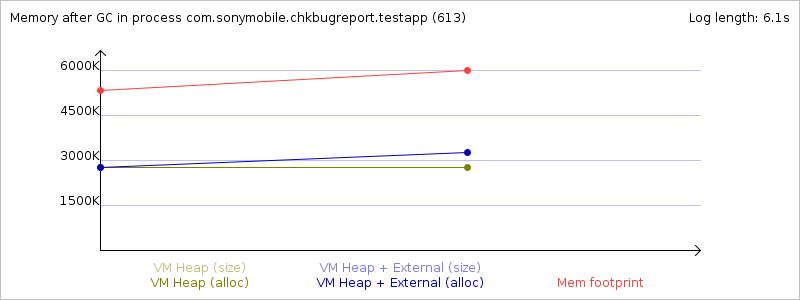 Memory after GC in process com.sonymobile.chkbugreport.testapp (613) Log length: 6.1s
6000K
4500K
3000K
1500K
VM Heap (size) VM Heap + External (size)
VM Heap (alloc) VM Heap + External (alloc) Mem footprint